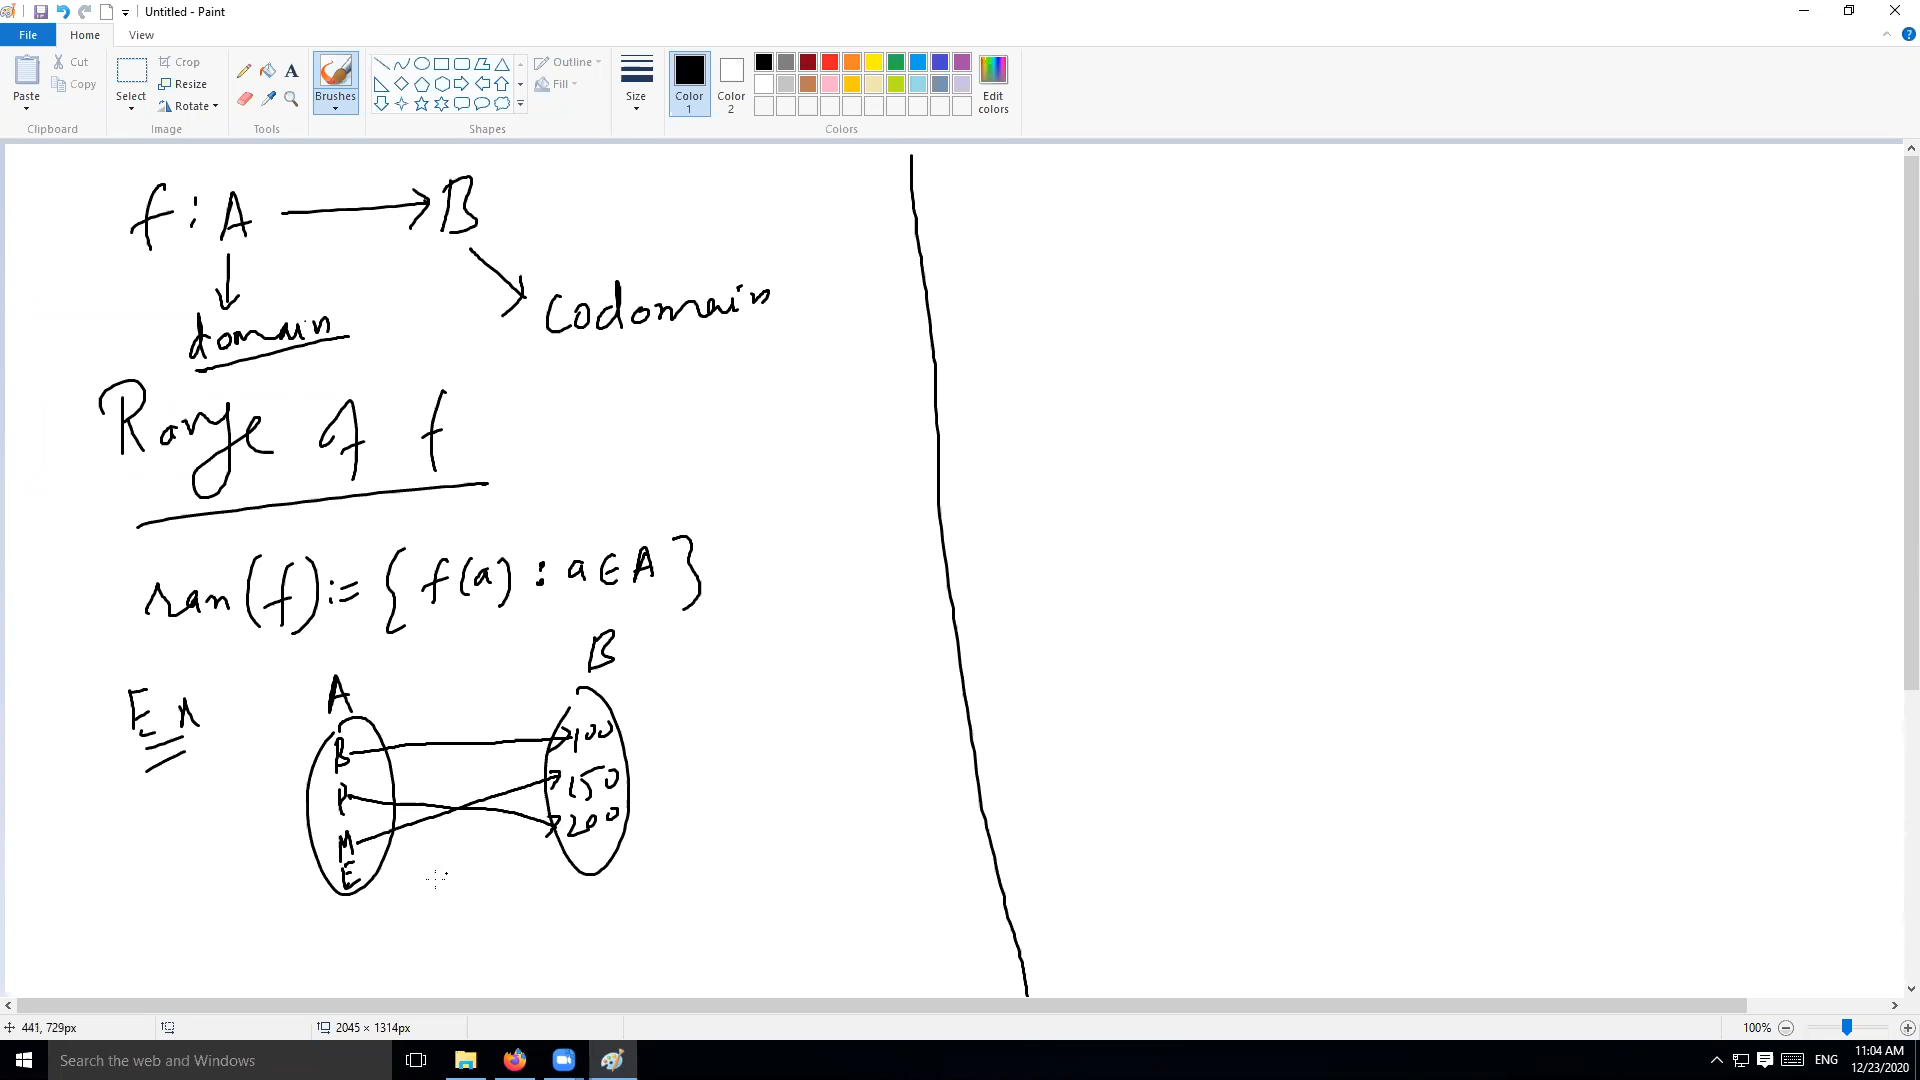 Untitled - Paint
File Home View
Paste Cut Copy Clipboard
Select Crop Resize Rotate Image
Tools
Brushes
Outline Fill Shapes
Size
Color 1 Color 2 Edit colors Colors
f : A → B
domain
Codomain
Range of f
ran(f) := { f(a) : a ∈ A }
Ex
A B
B 100
P 150
M 200
E
441, 729px 2045 × 1314px 100%
Search the web and Windows
ENG 11:04 AM 12/23/2020